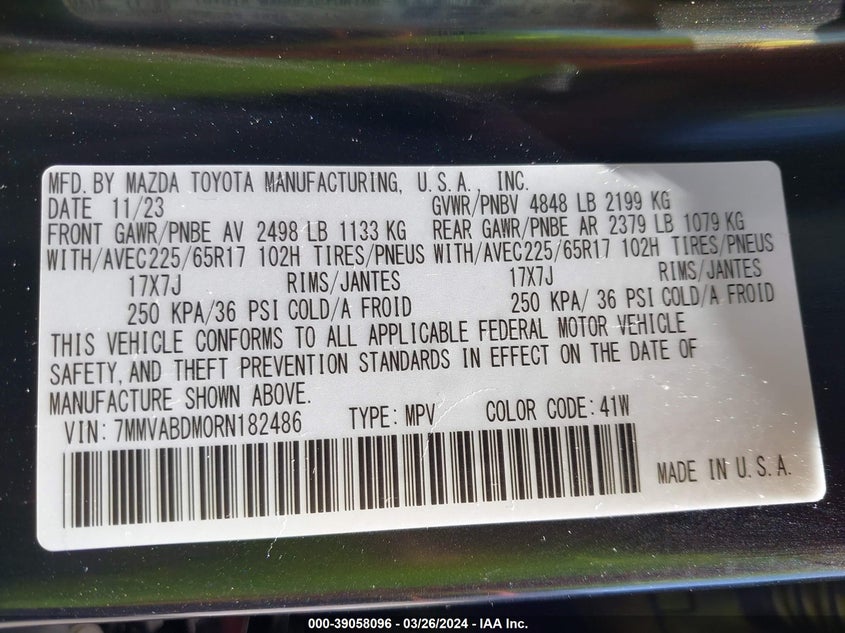 MFD. BY MAZDA TOYOTA MANUFACTURING, U.S.A., INC.
DATE 11/23 GVWR/PNBV 4848 LB 2199 KG
FRONT GAWR/PNBE AV 2498 LB 1133 KG REAR GAWR/PNBE AR 2379 LB 1079 KG
WITH/AVEC225/65R17 102H TIRES/PNEUS WITH/AVEC225/65R17 102H TIRES/PNEUS
17X7J RIMS/JANTES 17X7J RIMS/JANTES
250 KPA/36 PSI COLD/A FROID 250 KPA/ 36 PSI COLD/A FROID
THIS VEHICLE CONFORMS TO ALL APPLICABLE FEDERAL MOTOR VEHICLE
SAFETY, AND THEFT PREVENTION STANDARDS IN EFFECT ON THE DATE OF
MANUFACTURE SHOWN ABOVE.
VIN: 7MMVABDM0RN182486 TYPE: MPV COLOR CODE: 41W
MADE IN U.S.A.
000-39058096 - 03/26/2024 - IAA Inc.